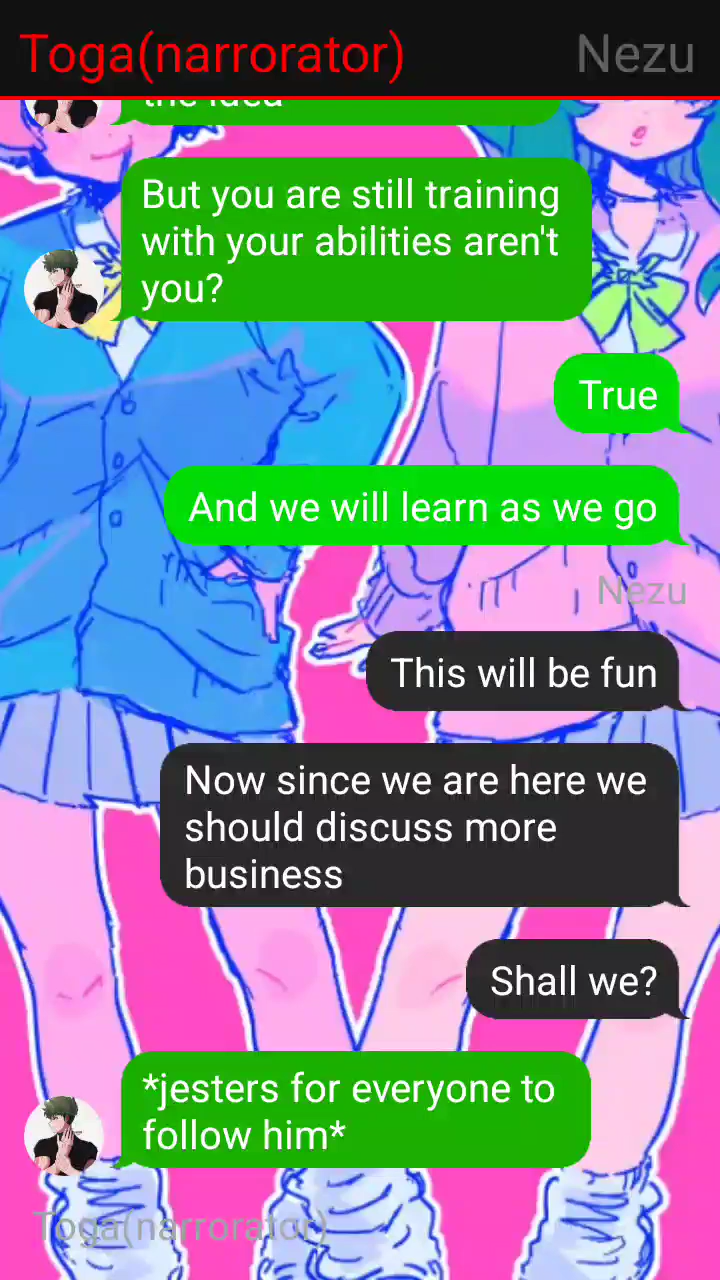 Toga(narrorator)
Nezu
the idea
But you are still training
with your abilities aren't
you?
True
And we will learn as we go
Nezu
This will be fun
Now since we are here we
should discuss more
business
Shall we?
*jesters for everyone to
follow him*
Toga(narrorator)